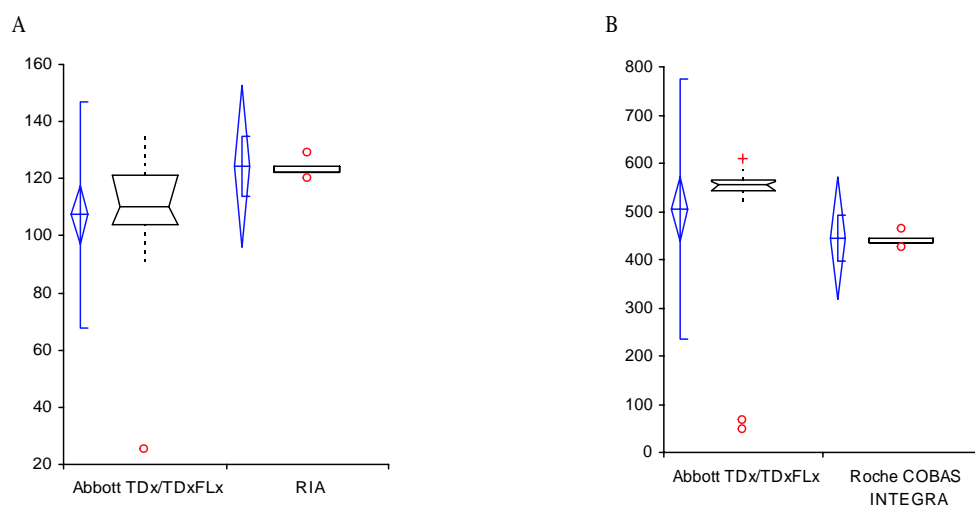 A
160
140
120
100
80
60
40
20
Abbott TDx/TDxFLx
RIA
B
800
700
600
500
400
300
200
100
0
Abbott TDx/TDxFLx
Roche COBAS
INTEGRA